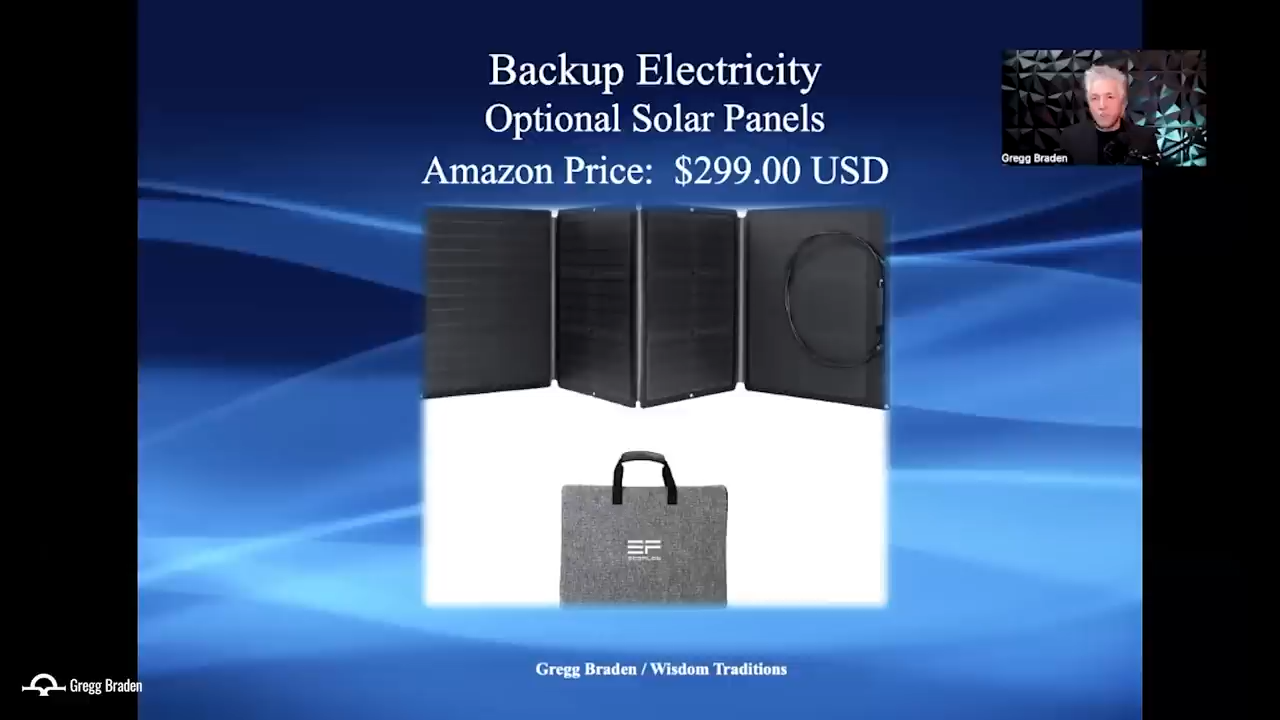 Backup Electricity
Optional Solar Panels
Amazon Price: $299.00 USD
Gregg Braden
EF
ECOFLOW
Gregg Braden / Wisdom Traditions
Gregg Braden